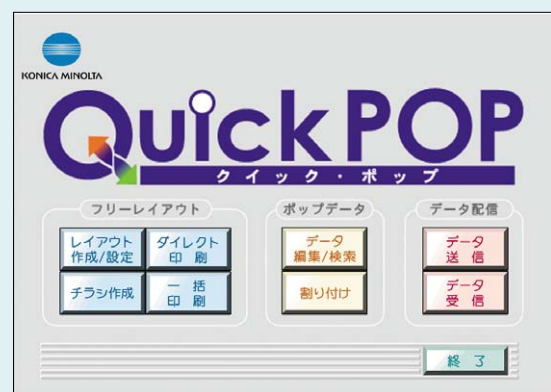 KONICA MINOLTA
QuickPOP
クイック・ポップ
フリーレイアウト
レイアウト
作成/設定
ダイレクト
印刷
チラシ作成
一括
印刷
ポップデータ
データ
編集/検索
割り付け
データ配信
データ
送信
データ
受信
終了